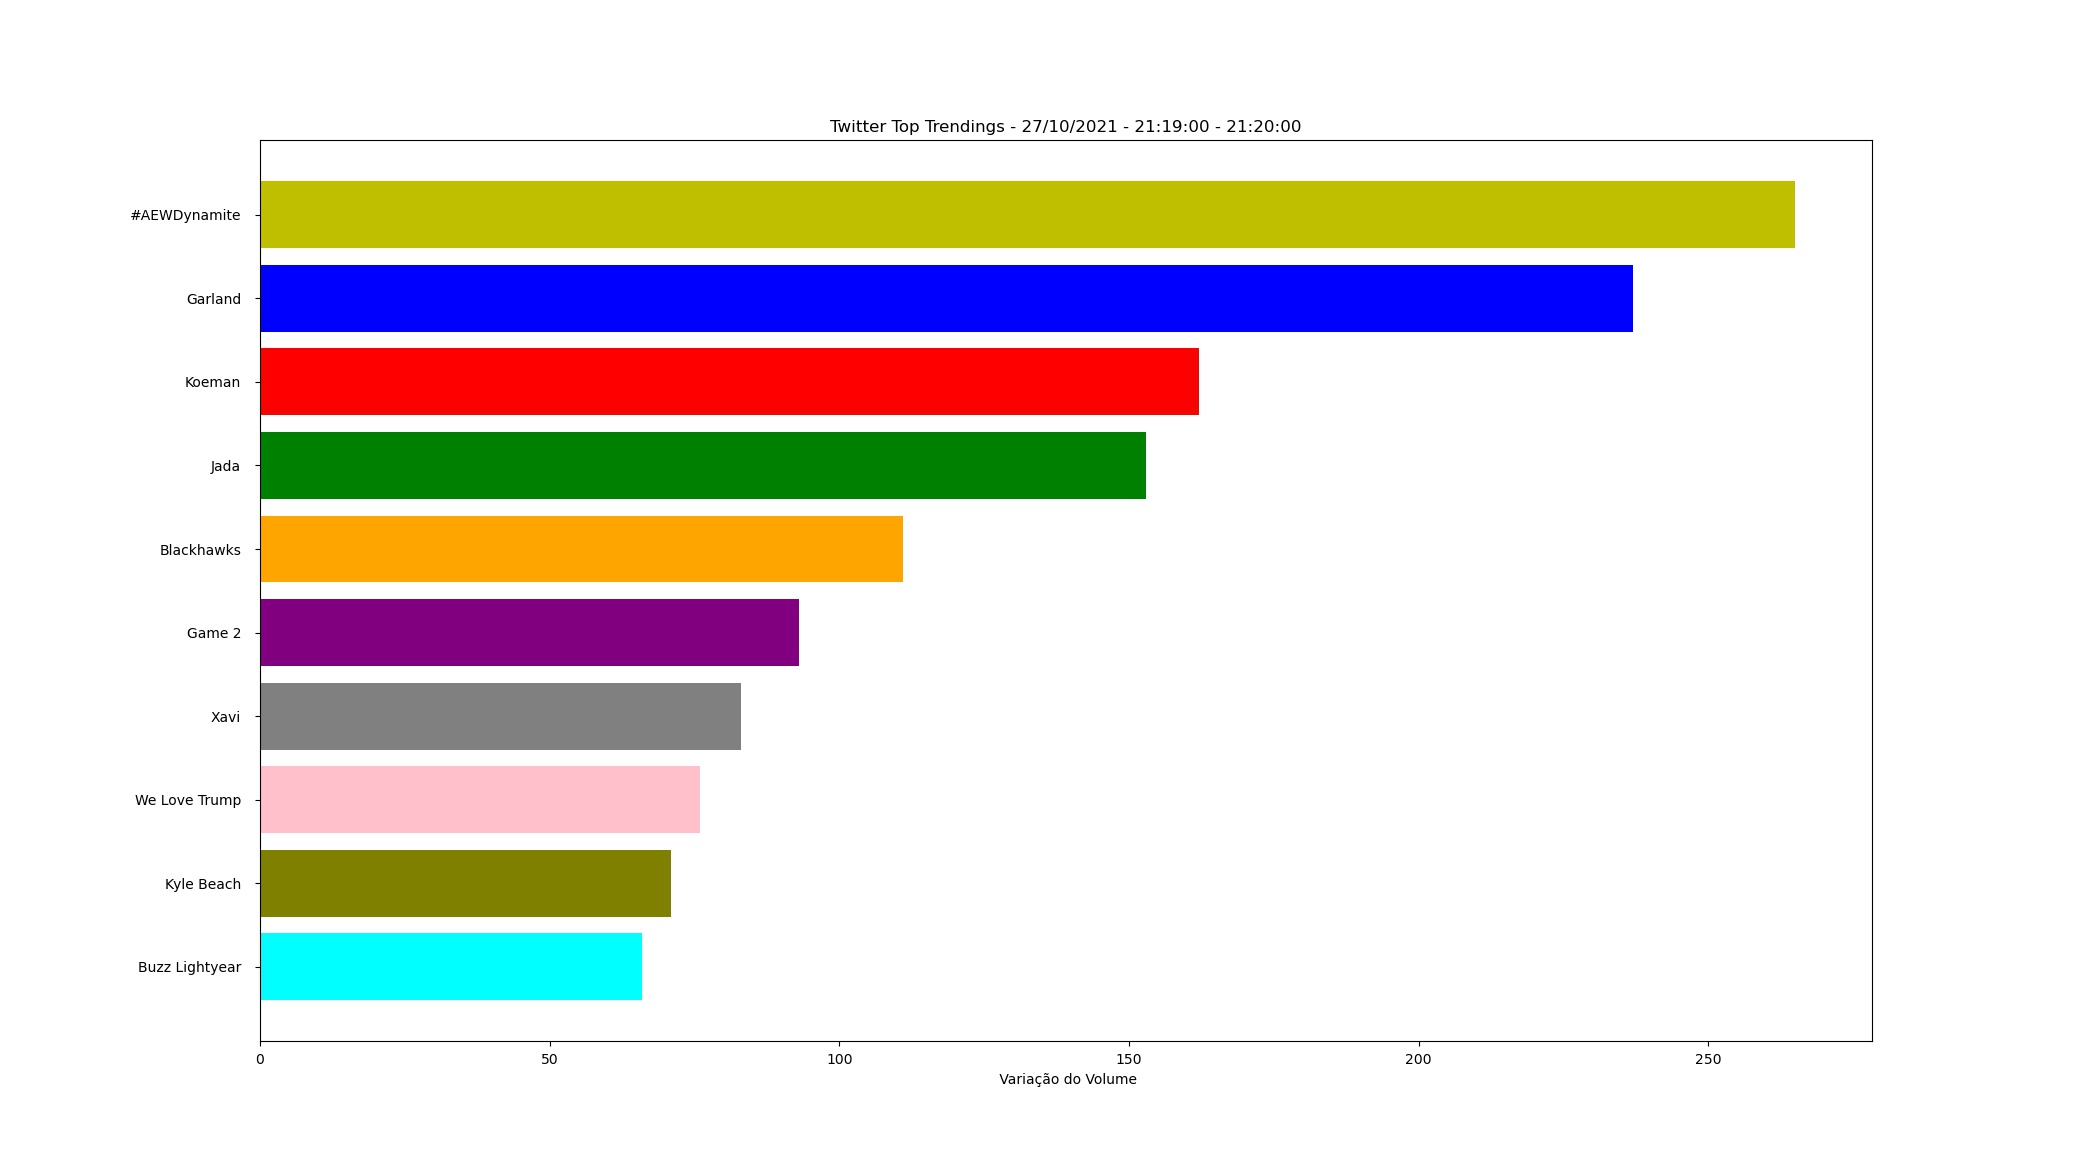 Twitter Top Trendings - 27/10/2021 - 21:19:00 - 21:20:00
#AEWDynamite
Garland
Koeman
Jada
Blackhawks
Game 2
Xavi
We Love Trump
Kyle Beach
Buzz Lightyear
0 50 100 150 200 250
Variação do Volume